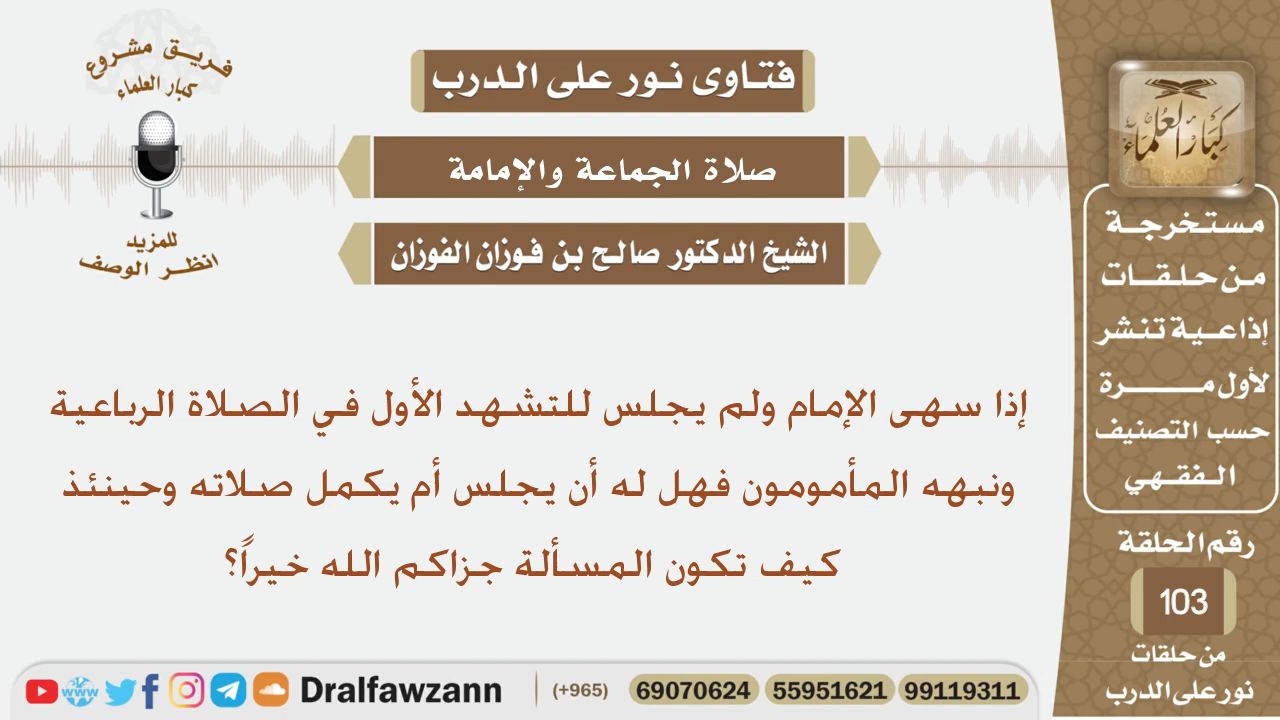 فريق مشروع
كبار العلماء
للمزيد
انظر الوصف
فتاوى نور على الدرب
صلاة الجماعة والإمامة
الشيخ الدكتور صالح بن فوزان الفوزان
إذا سهى الإمام ولم يجلس للتشهد الأول في الصلاة الرباعية
ونبهه المأمومون فهل له أن يجلس أم يكمل صلاته وحينئذ
كيف تكون المسألة جزاكم الله خيراً؟
كبار العلماء
مستخرجة
من حلقات
إذاعية تنشر
لأول مرة
حسب التصنيف
الفقهي
رقم الحلقة
103
من حلقات
نور على الدرب
www
Dralfawzann (+965) 69070624 55951621 99119311